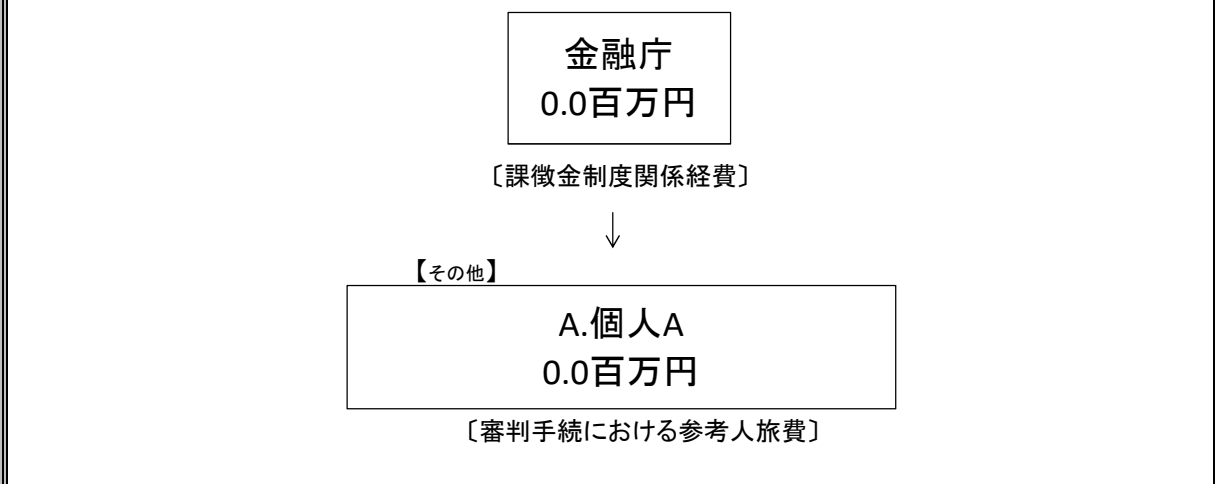 金融庁
0.0百万円
〔課徴金制度関係経費〕
【その他】
A.個人A
0.0百万円
〔審判手続における参考人旅費〕